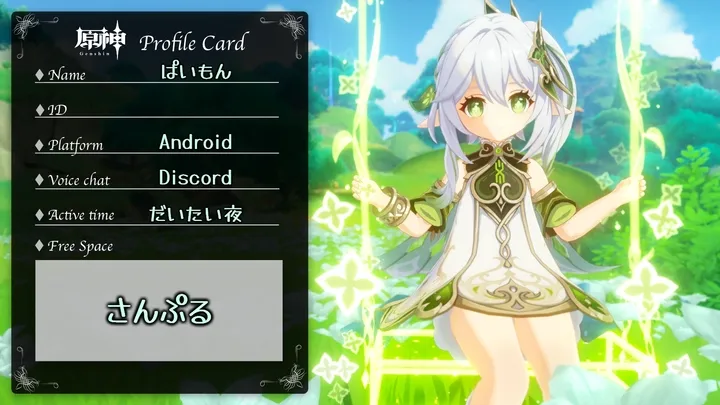 原神
Genshin
Profile Card
Name ぱいもん
ID
Platform Android
Voice chat Discord
Active time だいたい夜
Free Space
さんぷる